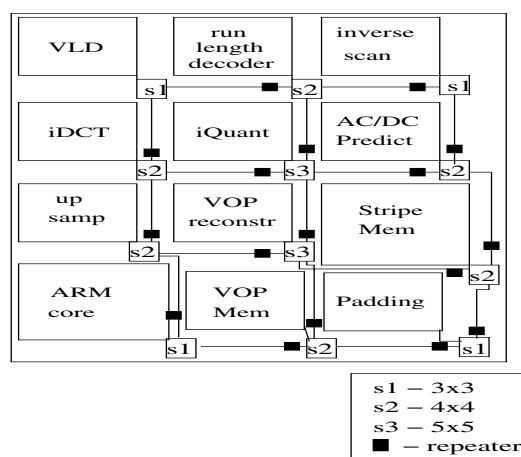 VLD
run
length
decoder
inverse
scan
s1
s2
s1
iDCT
iQuant
AC/DC
Predict
s2
s3
s2
up
samp
VOP
reconstr
Stripe
Mem
s2
s3
s2
ARM
core
VOP
Mem
Padding
s1
s2
s1
s1 – 3x3
s2 – 4x4
s3 – 5x5
– repeater